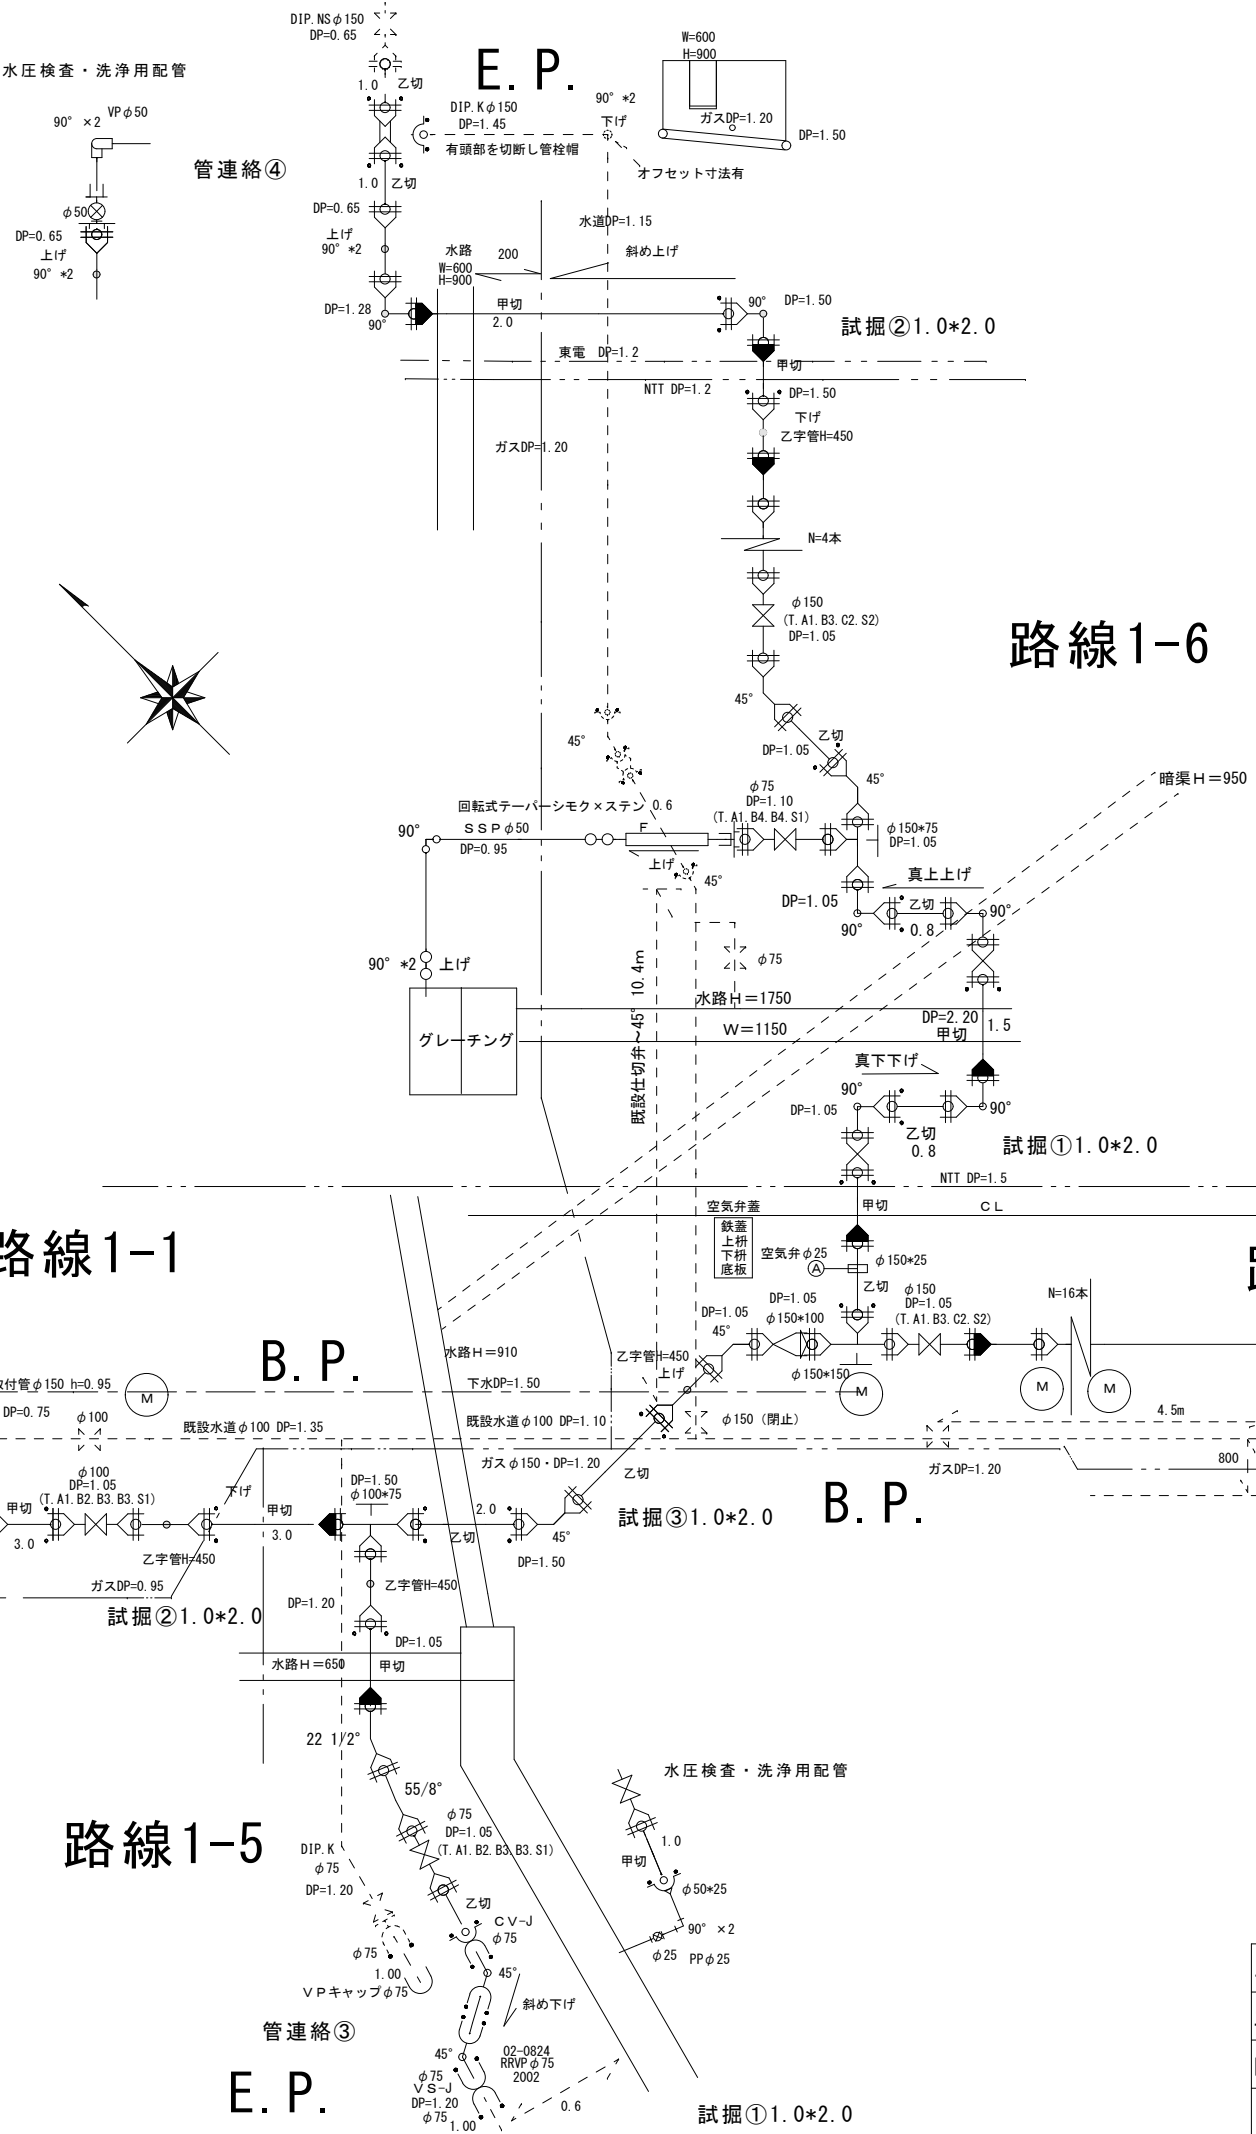 DIP.NSφ150
DP=0.65
水圧検査・洗浄用配管
E.P.
W=600
H=900
1.0 乙切
VPφ50
90° ×2
DIP.Kφ150
DP=1.45
90° *2
下げ
ガスDP=1.20
DP=1.50
有頭部を切断し管栓帽
オフセット寸法有
管連絡④
1.0 乙切
φ50
DP=0.65
上げ
90° *2
DP=0.65
上げ
90° *2
水道DP=1.15
水路
W=600
H=900
200
斜め上げ
DP=1.28
90°
甲切
2.0
90°
DP=1.50
試掘②1.0*2.0
東電 DP=1.2
甲切
NTT DP=1.2
DP=1.50
下げ
乙字管H=450
ガスDP=1.20
N=4本
φ150
(T.A1.B3.C2.S2)
DP=1.05
路線1-6
45°
45°
乙切
DP=1.05
45°
暗渠H=950
φ75
DP=1.10
(T.A1.B4.B4.S1)
回転式テーパーシモク×ステン 0.6
90°
SSPφ50
DP=0.95
F
φ150*75
DP=1.05
上げ
45°
真上上げ
DP=1.05
乙切
0.8
90°
90°
90° *2
上げ
φ75
既設仕切弁～45° 10.4m
水路H=1750
W=1150
DP=2.20
甲切
1.5
グレーチング
真下下げ
90°
DP=1.05
90°
乙切
0.8
試掘①1.0*2.0
NTT DP=1.5
空気弁蓋
甲切
CL
鉄蓋
上枡
下枡
底板
空気弁φ25
A
φ150*25
路線1-1
乙切
φ150
DP=1.05
(T.A1.B3.C2.S2)
N=16本
DP=1.05
φ150*100
DP=1.05
45°
B.P.
水路H=910
乙字管H=450
上げ
φ150*150
付管φ150 h=0.95
M
下水DP=1.50
M
M
M
DP=0.75
φ100
既設水道φ100 DP=1.35
既設水道φ100 DP=1.10
φ150 (閉止)
4.5m
φ100
DP=1.05
(T.A1.B2.B3.B3.S1)
下げ
DP=1.50
φ100*75
ガスφ150・DP=1.20
乙切
ガスDP=1.20
800
B.P.
甲切
3.0
甲切
3.0
2.0
乙切
45°
試掘③1.0*2.0
DP=1.50
乙字管H=450
ガスDP=0.95
乙字管H=450
DP=1.20
試掘②1.0*2.0
DP=1.05
水路H=650
甲切
22 1/2°
水圧検査・洗浄用配管
55/8°
φ75
DP=1.05
(T.A1.B2.B3.B3.S1)
路線1-5
DIP.K
φ75
DP=1.20
1.0
甲切
φ50*25
乙切
CV-J
φ75
90° ×2
φ25
PPφ25
φ75
1.00
VPキャップφ75
45°
斜め下げ
管連絡③
45°
02-0824
RRVPφ75
2002
E.P.
φ75
VS-J
DP=1.20
φ75
1.00
0.6
試掘①1.0*2.0